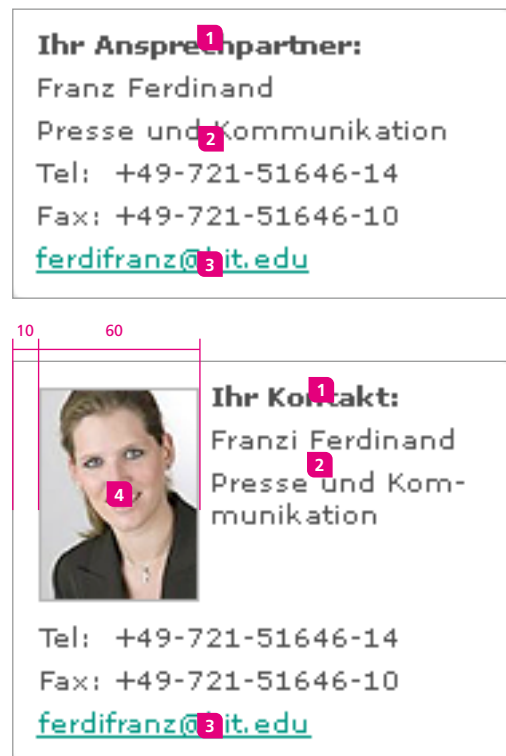 1
Ihr Ansprechpartner:
Franz Ferdinand
2
Presse und Kommunikation
Tel: +49-721-51646-14
Fax: +49-721-51646-10
3
ferdifranz@kit.edu
10 60
1
Ihr Kontakt:
Franzi Ferdinand
2
Presse und Kom-
munikation
4
Tel: +49-721-51646-14
Fax: +49-721-51646-10
3
ferdifranz@kit.edu